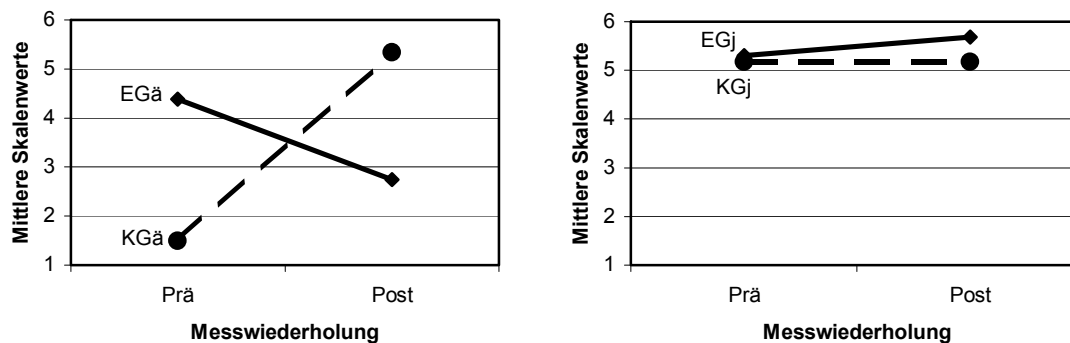 Mittlere Skalenwerte
6
5
4
3
2
1
EGä
KGä
Prä
Post
Messwiederholung
Mittlere Skalenwerte
6
5
4
3
2
1
EGj
KGj
Prä
Post
Messwiederholung